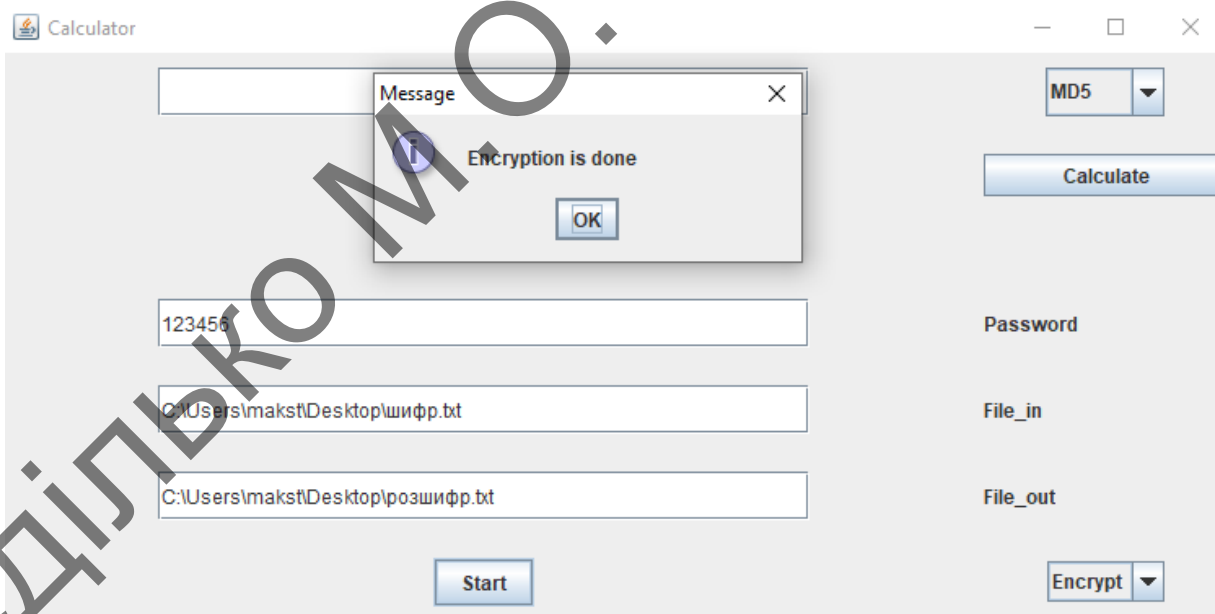 Calculator
MD5
Message
Encryption is done
OK
Calculate
123456
Password
C:\Users\makst\Desktop\шифр.txt
File_in
C:\Users\makst\Desktop\розшифр.txt
File_out
Start
Encrypt
ділько М.О.